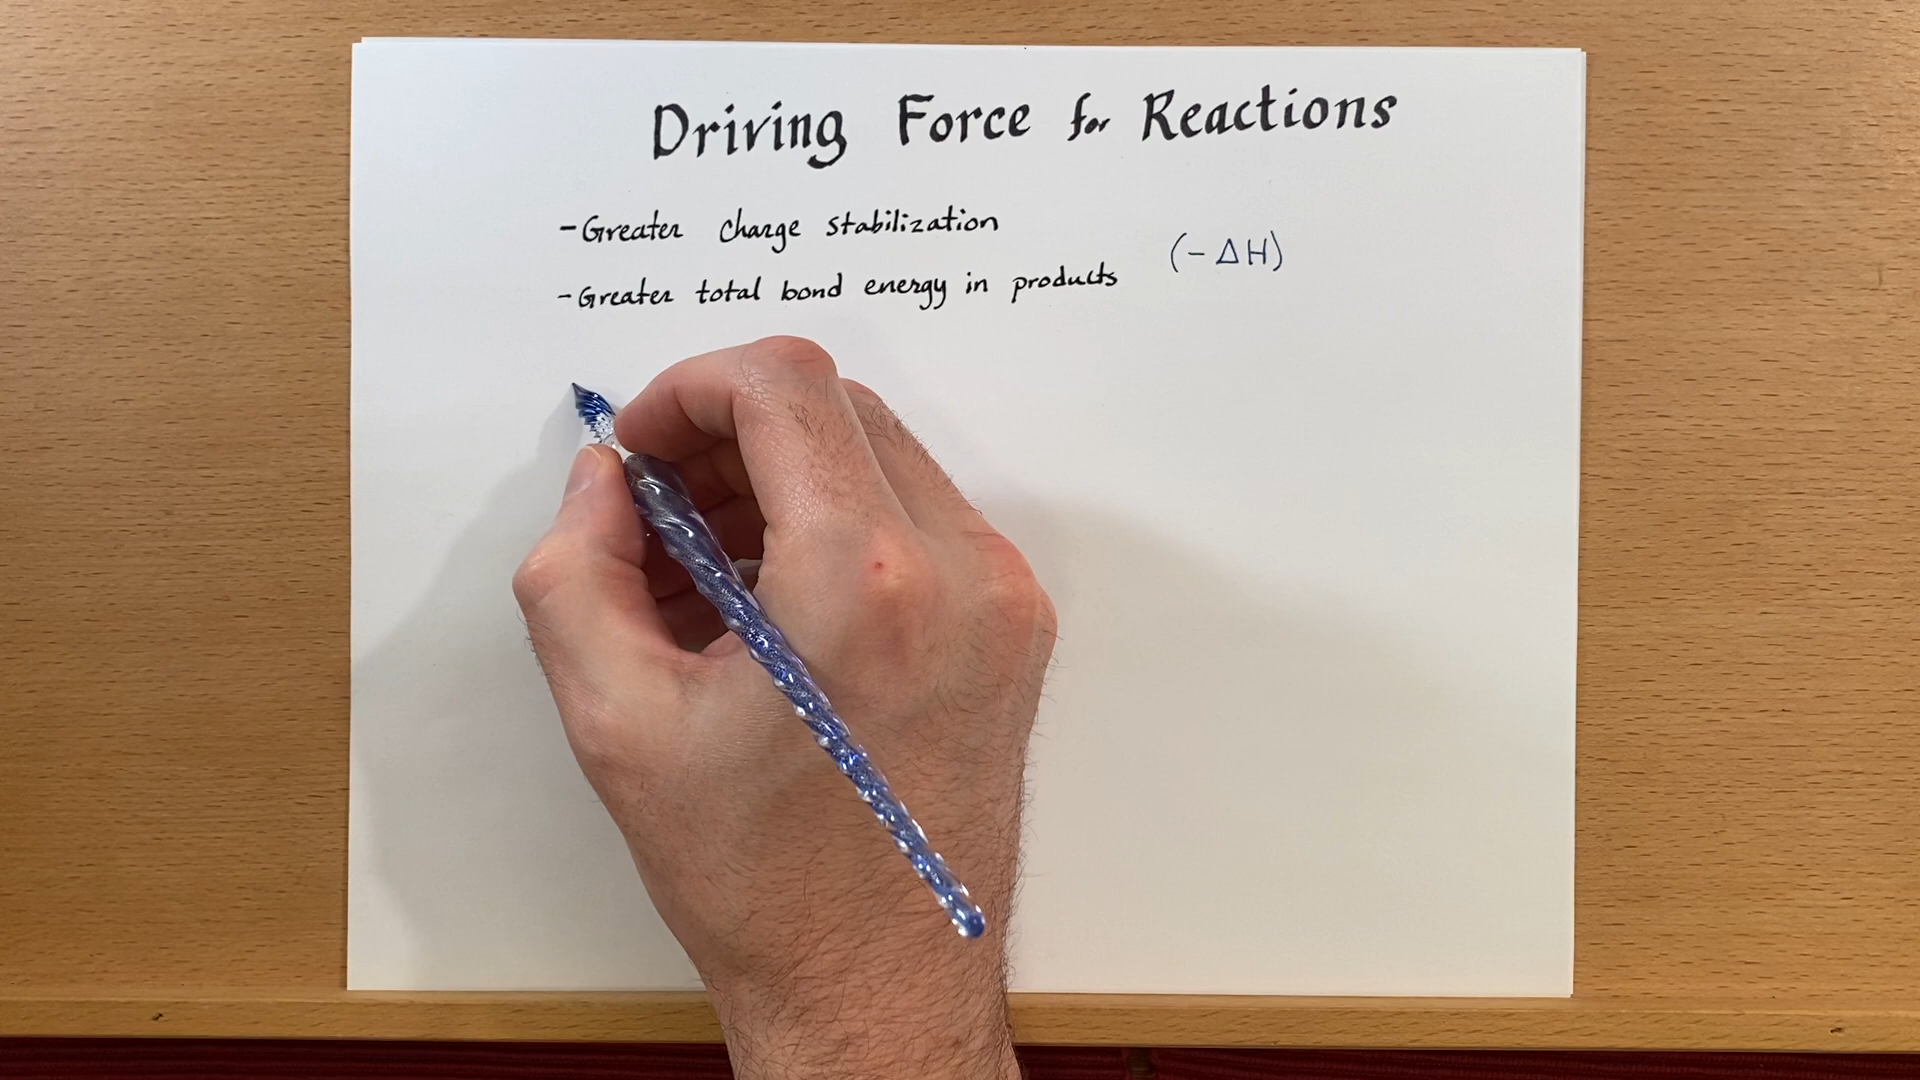 Driving Force for Reactions
- Greater charge stabilization
(- ΔH)
- Greater total bond energy in products